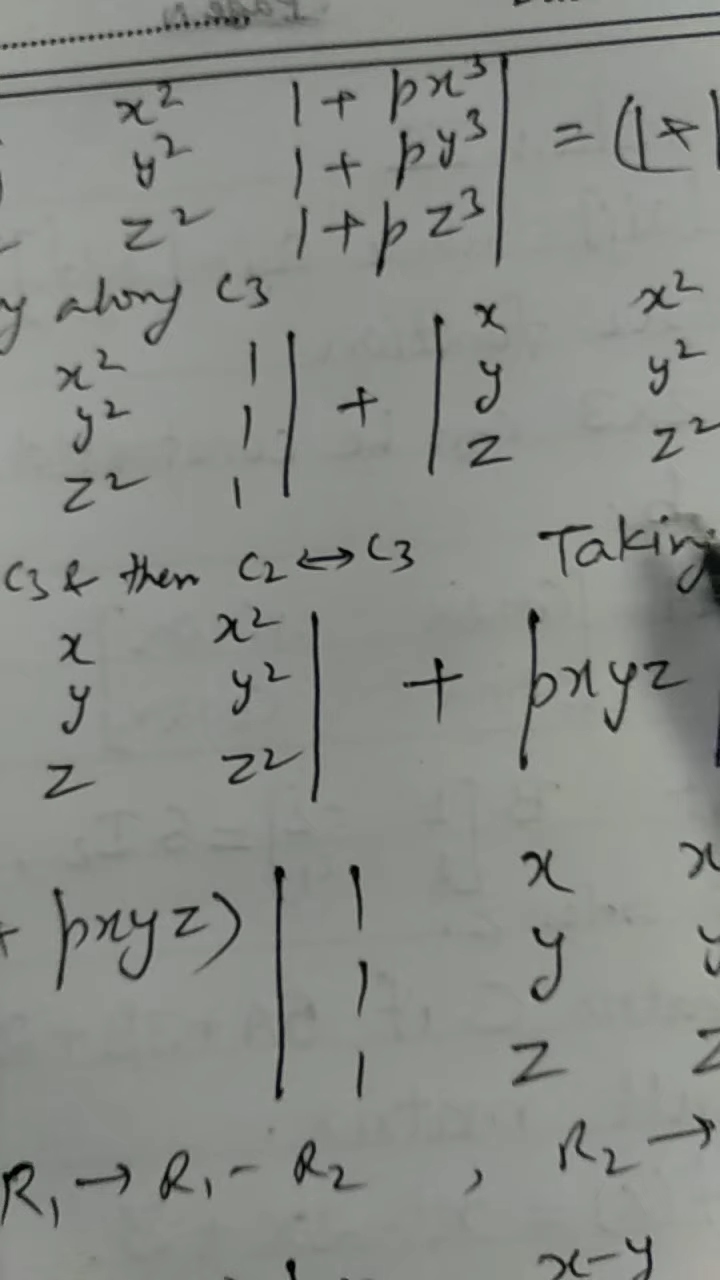 x² 1 + px³
y² 1 + py³ = (1+
z² 1 + pz³
along C3
x² 1 | x x²
y² 1 | + | y y²
z² 1 | z z²
C3 & then C2 ↔ C3 Taking
x x²
y y² + pxyz
z z²
+ pxyz) | 1 x x
1 y y
1 z z
R₁ → R₁ - R₂ , R₂ →
x-y